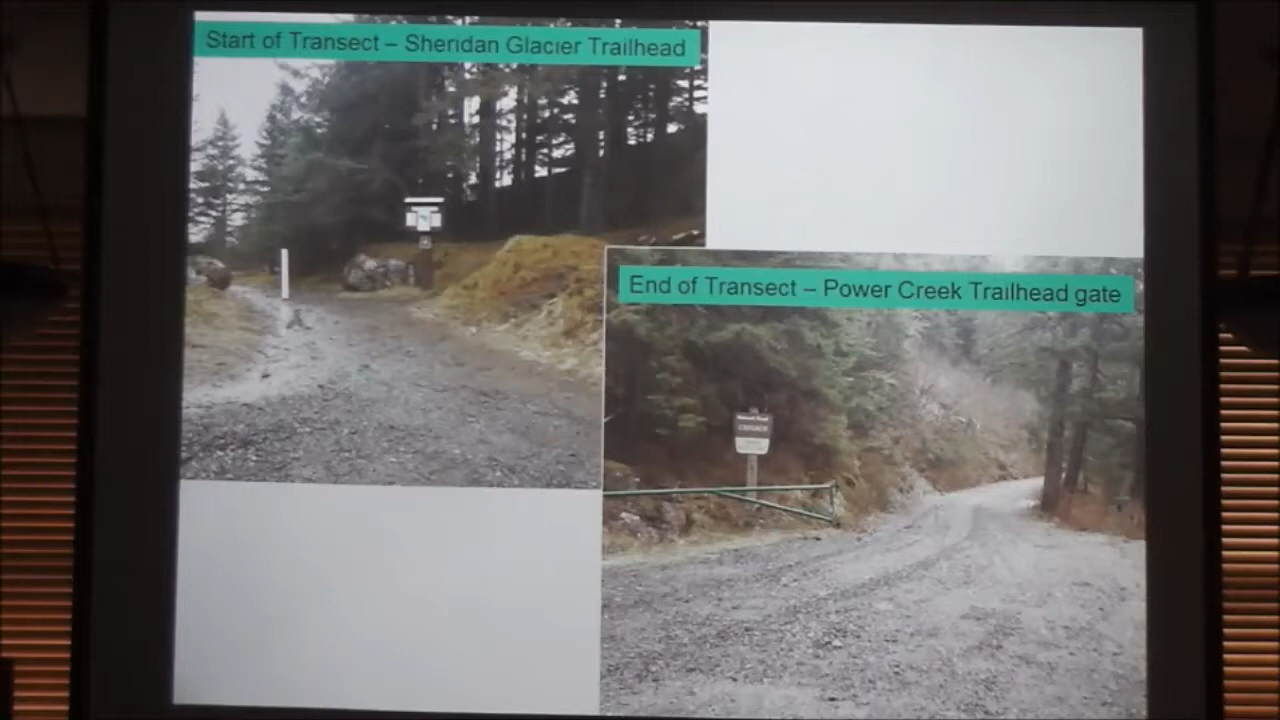 Start of Transect – Sheridan Glacier Trailhead
End of Transect – Power Creek Trailhead gate